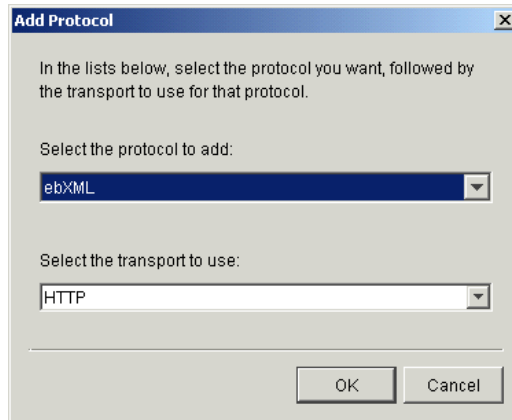 Add Protocol
In the lists below, select the protocol you want, followed by
the transport to use for that protocol.
Select the protocol to add:
ebXML
Select the transport to use:
HTTP
OK Cancel